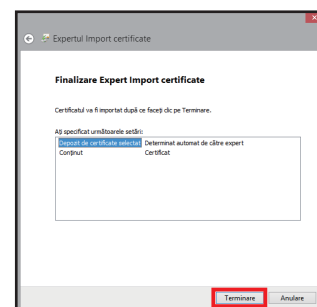 Expertul Import certificate
Finalizare Expert Import certificate
Certificatul va fi importat după ce faceți clic pe Terminare.
Ați specificat următoarele setări:
Depozit de certificate selectat Determinat automat de către expert
Conținut Certificat
Terminare Anulare